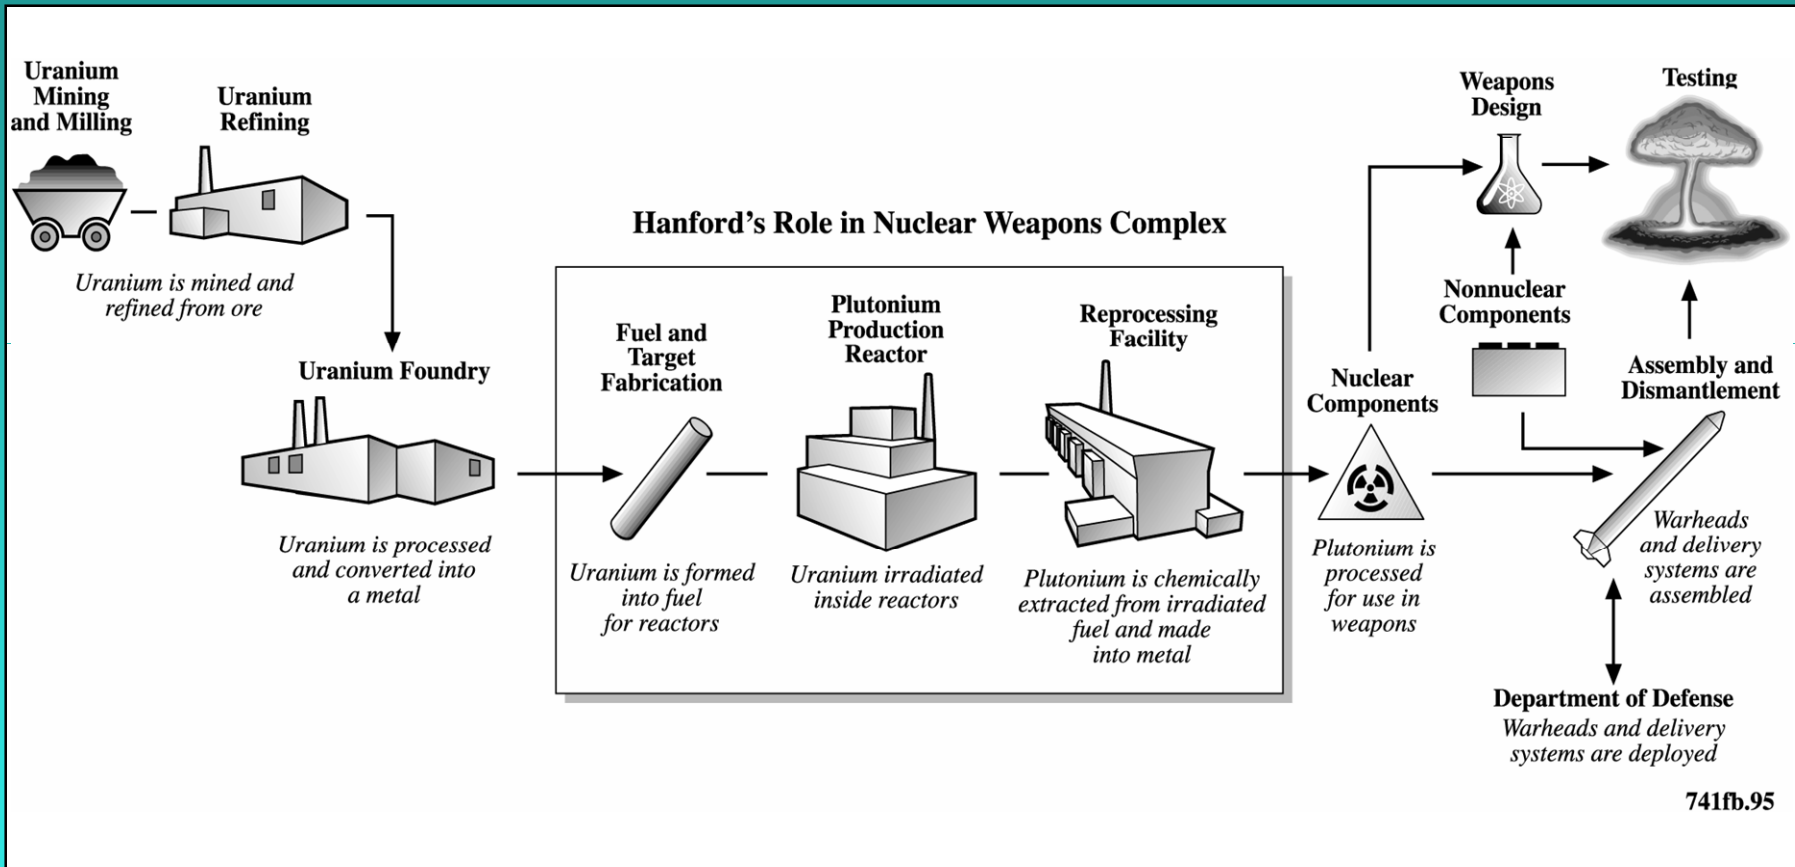 Uranium
Mining
and Milling
Uranium
Refining
Uranium is mined and
refined from ore
Uranium Foundry
Uranium is processed
and converted into
a metal
Hanford's Role in Nuclear Weapons Complex
Fuel and
Target
Fabrication
Uranium is formed
into fuel
for reactors
Plutonium
Production
Reactor
Uranium irradiated
inside reactors
Reprocessing
Facility
Plutonium is chemically
extracted from irradiated
fuel and made
into metal
Nuclear
Components
Plutonium is
processed
for use in
weapons
Weapons
Design
Testing
Nonnuclear
Components
Assembly and
Dismantlement
Warheads
and delivery
systems are
assembled
Department of Defense
Warheads and delivery
systems are deployed
741fb.95